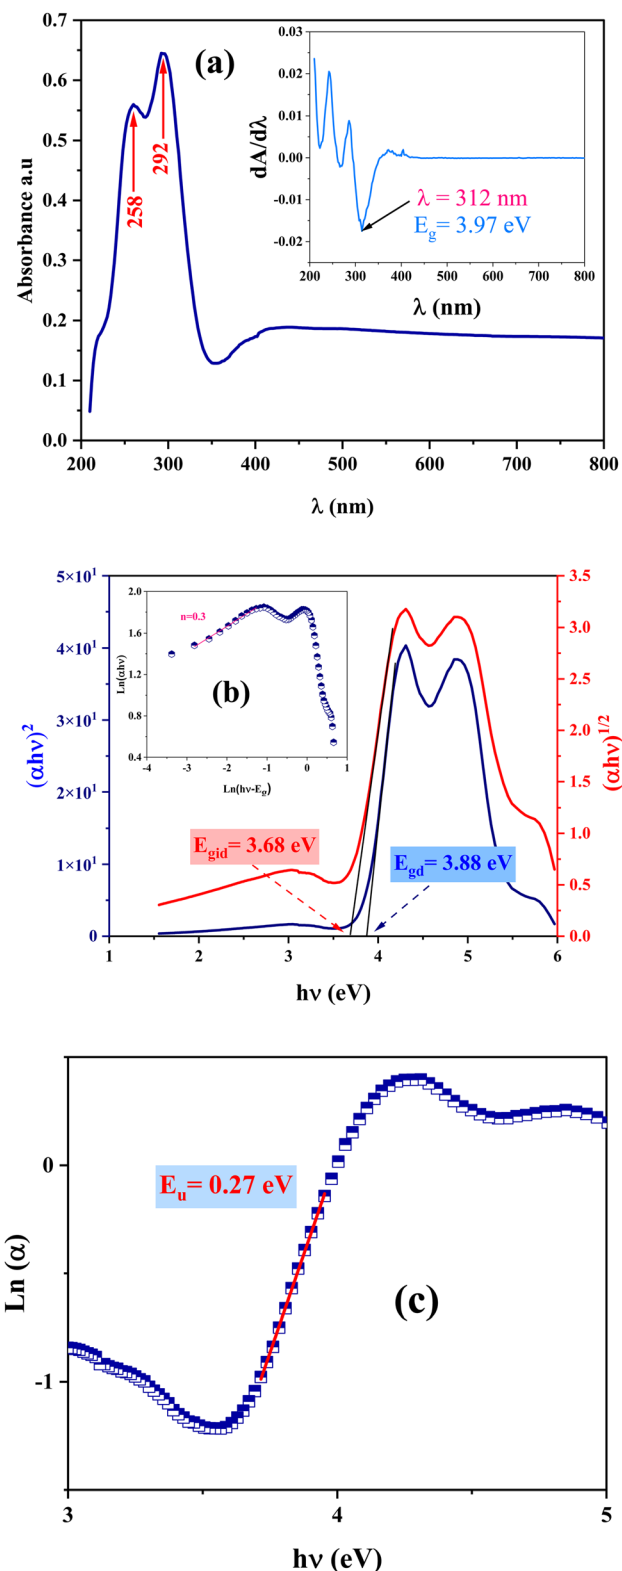 (a)
Absorbance a.u
0.7
0.6
0.5
0.4
0.3
0.2
0.1
0.0
258
292
200 300 400 500 600 700 800
λ (nm)
dA/dλ
0.03
0.02
0.01
0.00
-0.01
-0.02
λ = 312 nm
Eg= 3.97 eV
200 300 400 500 600 700 800
λ (nm)
(αhν)²
5×10¹
4×10¹
3×10¹
2×10¹
1×10¹
0
(αhν)¹/²
3.5
3.0
2.5
2.0
1.5
1.0
0.5
0.0
Ln(αhν)
2.0
1.6
1.2
0.8
0.4
n=0.3
(b)
-4 -3 -2 -1 0 1
Ln(hν-Eg)
Egid= 3.68 eV
Egd= 3.88 eV
1 2 3 4 5 6
hν (eV)
Ln (α)
0
-1
Eu= 0.27 eV
(c)
3 4 5
hν (eV)